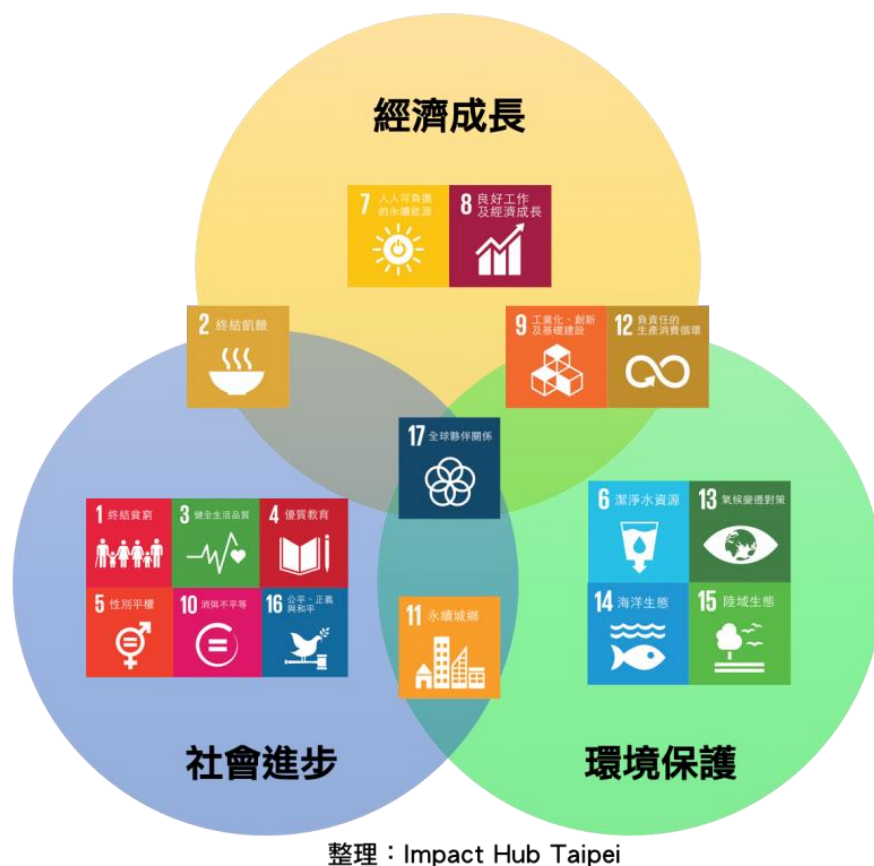 經濟成長
7 人人可負擔
的永續能源
8 良好工作
及經濟成長
2 終結飢餓
9 工業化、創新
及基礎建設
12 負責任的
生產消費循環
17 全球夥伴關係
1 終結貧窮
3 健全生活品質
4 優質教育
5 性別平權
10 消弭不平等
16 公平、正義
與和平
11 永續城鄉
6 潔淨水資源
13 氣候變遷對策
14 海洋生態
15 陸域生態
社會進步
環境保護
整理：Impact Hub Taipei